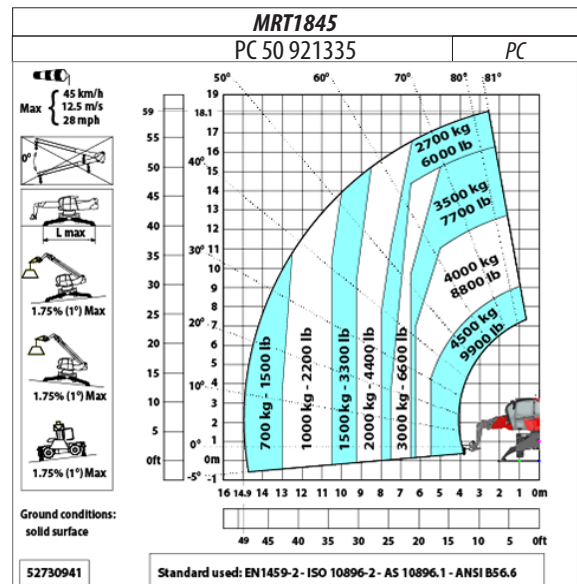 MRT1845
PC 50 921335
PC
Max
45 km/h
12.5 m/s
28 mph
0°
L max
1.75% (1°) Max
1.75% (1°) Max
1.75% (1°) Max
Ground conditions:
solid surface
52730941
59
55
50
45
40
35
30
25
20
15
10
5
0ft
19
18.1
17
16
15
14
13
12
11
10
9
8
7
6
5
4
3
2
1
0m
-1
50°
60°
70°
80°
81°
40°
30°
20°
10°
0°
-5°
2700 kg
6000 lb
3500 kg
7700 lb
4000 kg
8800 lb
4500 kg
9900 lb
700 kg - 1500 lb
1000 kg - 2200 lb
1500 kg - 3300 lb
2000 kg - 4400 lb
3000 kg - 6600 lb
16 14.9 14 13 12 11 10 9 8 7 6 5 4 3 2 1 0m
49 45 40 35 30 25 20 15 10 5 0ft
Standard used: EN1459-2 - ISO 10896-2 - AS 10896.1 - ANSI B56.6